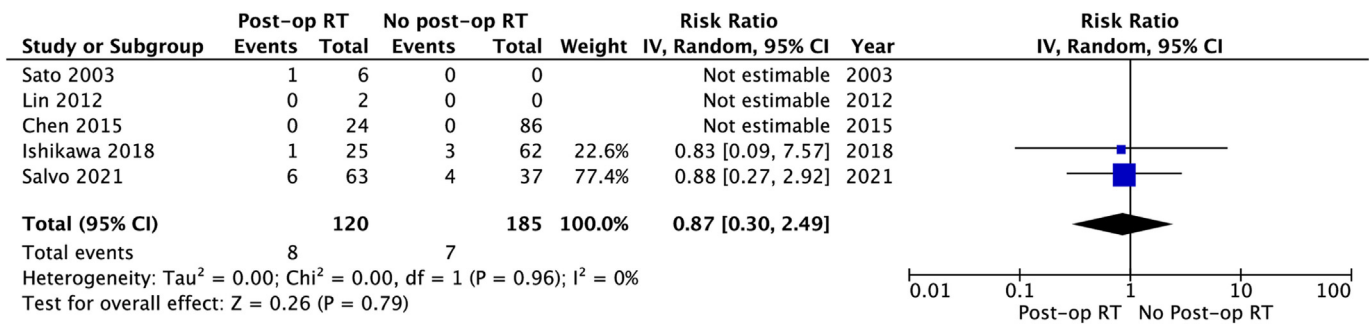 Post-op RT No post-op RT Risk Ratio Risk Ratio
Study or Subgroup Events Total Events Total Weight IV, Random, 95% CI Year IV, Random, 95% CI
Sato 2003 1 6 0 0 Not estimable 2003
Lin 2012 0 2 0 0 Not estimable 2012
Chen 2015 0 24 0 86 Not estimable 2015
Ishikawa 2018 1 25 3 62 22.6% 0.83 [0.09, 7.57] 2018
Salvo 2021 6 63 4 37 77.4% 0.88 [0.27, 2.92] 2021
Total (95% CI) 120 185 100.0% 0.87 [0.30, 2.49]
Total events 8 7
Heterogeneity: Tau² = 0.00; Chi² = 0.00, df = 1 (P = 0.96); I² = 0%
Test for overall effect: Z = 0.26 (P = 0.79)
0.01 0.1 1 10 100
Post-op RT No Post-op RT